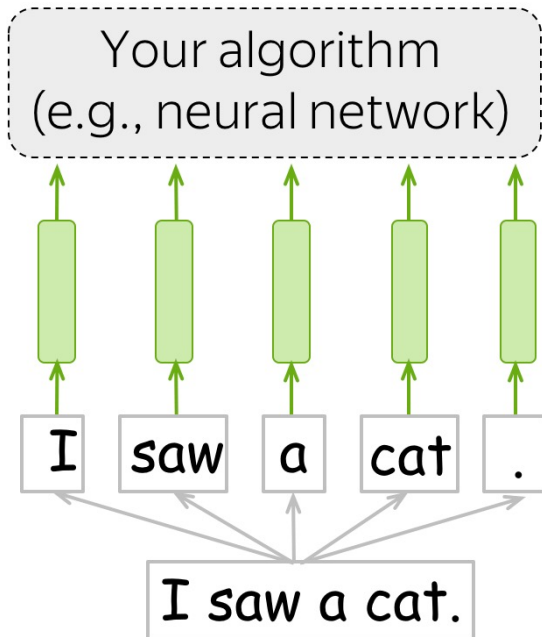 Your algorithm
(e.g., neural network)
I saw a cat .
I saw a cat.